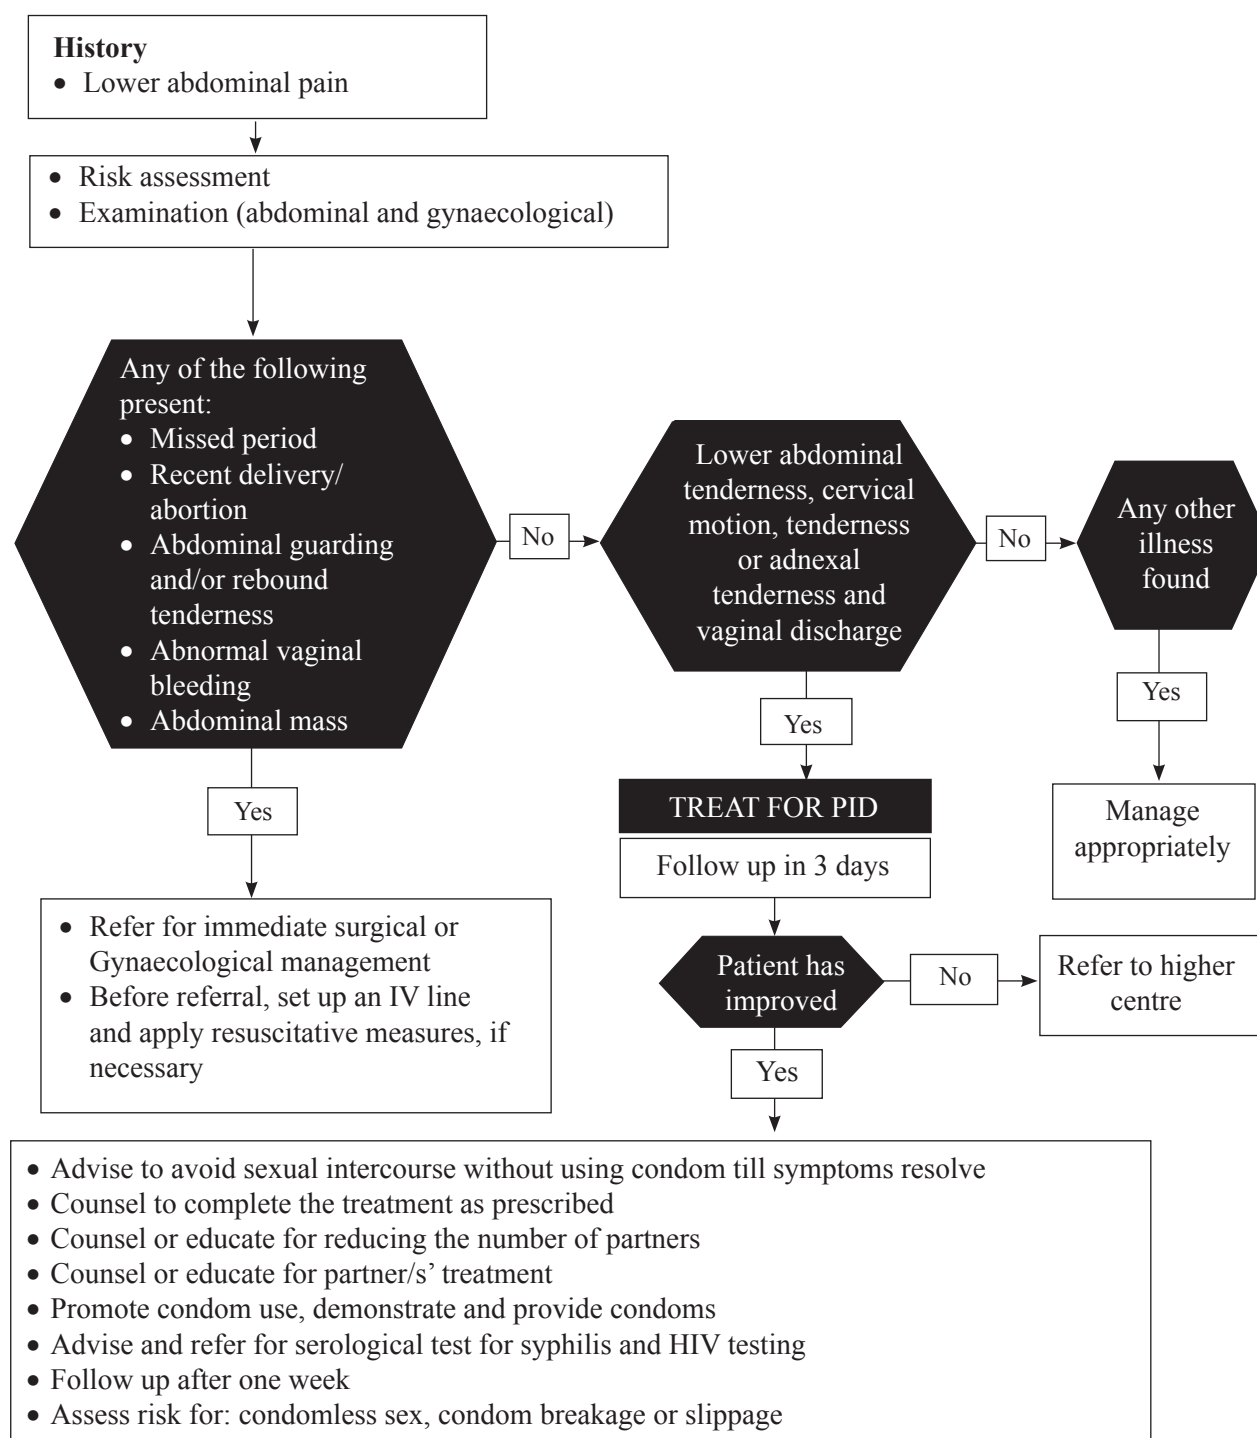 History
• Lower abdominal pain
• Risk assessment
• Examination (abdominal and gynaecological)
Any of the following
present:
• Missed period
• Recent delivery/
abortion
• Abdominal guarding
and/or rebound
tenderness
• Abnormal vaginal
bleeding
• Abdominal mass
No
Lower abdominal
tenderness, cervical
motion, tenderness
or adnexal
tenderness and
vaginal discharge
No
Any other
illness
found
Yes
Manage
appropriately
Yes
TREAT FOR PID
Follow up in 3 days
Patient has
improved
No
Refer to higher
centre
Yes
• Refer for immediate surgical or
Gynaecological management
• Before referral, set up an IV line
and apply resuscitative measures, if
necessary
Yes
• Advise to avoid sexual intercourse without using condom till symptoms resolve
• Counsel to complete the treatment as prescribed
• Counsel or educate for reducing the number of partners
• Counsel or educate for partner/s’ treatment
• Promote condom use, demonstrate and provide condoms
• Advise and refer for serological test for syphilis and HIV testing
• Follow up after one week
• Assess risk for: condomless sex, condom breakage or slippage